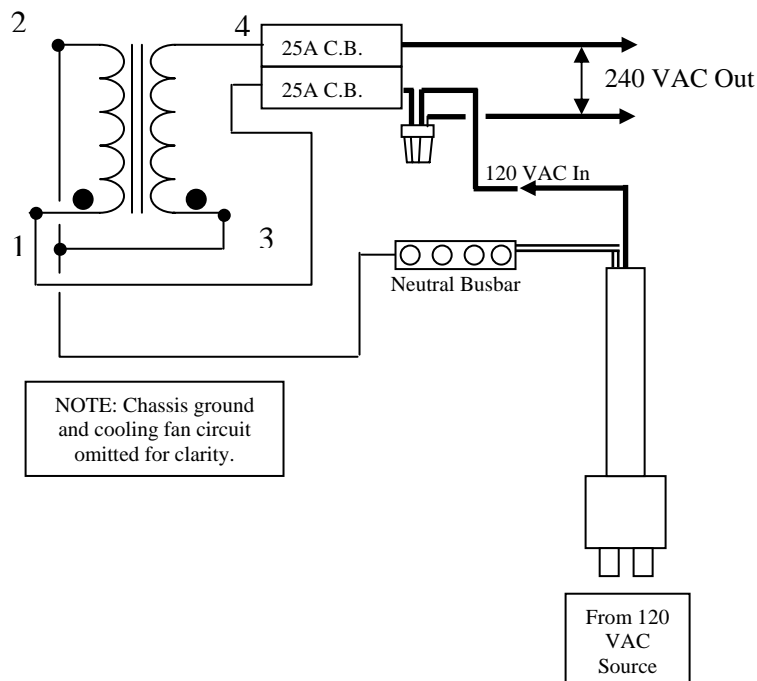 2
4
25A C.B.
25A C.B.
240 VAC Out
120 VAC In
1
3
Neutral Busbar
NOTE: Chassis ground
and cooling fan circuit
omitted for clarity.
From 120
VAC
Source